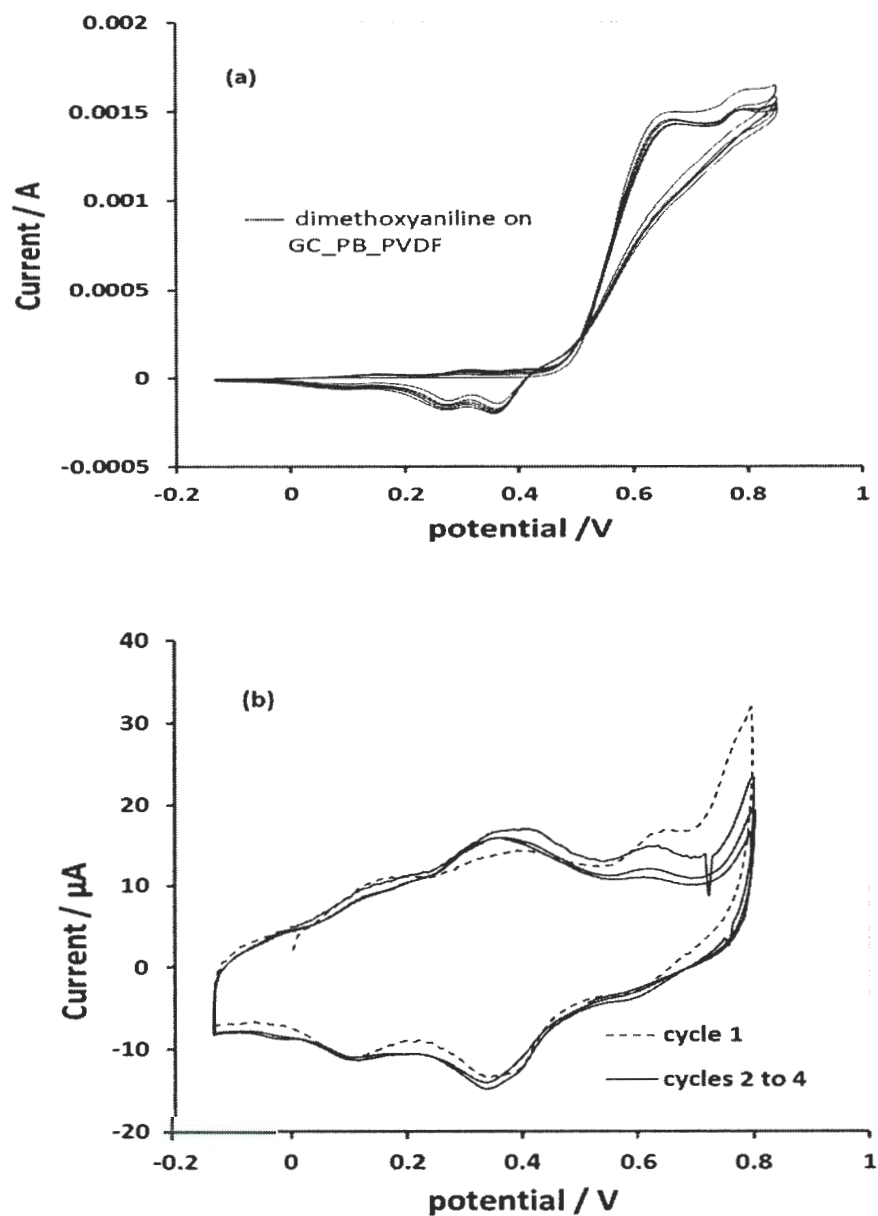 0.002
(a)
0.0015
0.001
dimethoxyaniline on
GC_PB_PVDF
0.0005
0
-0.0005
Current / A
-0.2 0 0.2 0.4 0.6 0.8 1
potential /V
40
(b)
30
20
10
0
-10
-20
Current / μA
cycle 1
cycles 2 to 4
-0.2 0 0.2 0.4 0.6 0.8 1
potential / V